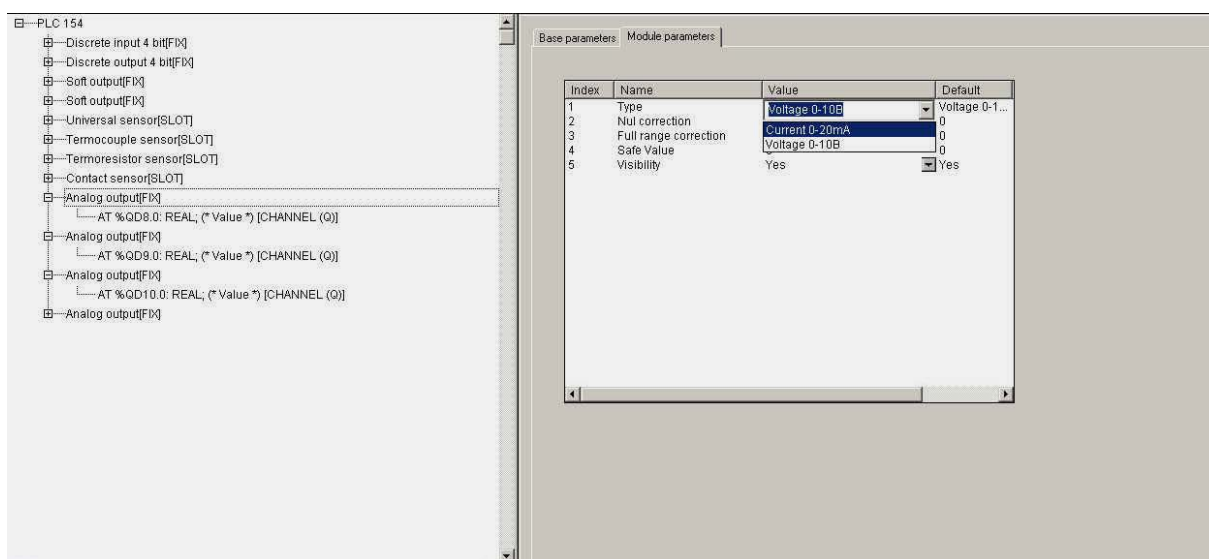 PLC 154
Discrete input 4 bit[FIX]
Discrete output 4 bit[FIX]
Soft output[FIX]
Soft output[FIX]
Universal sensor[SLOT]
Termocouple sensor[SLOT]
Termoresistor sensor[SLOT]
Contact sensor[SLOT]
Analog output[FIX]
AT %QD8.0: REAL; (* Value *) [CHANNEL (Q)]
Analog output[FIX]
AT %QD9.0: REAL; (* Value *) [CHANNEL (Q)]
Analog output[FIX]
AT %QD10.0: REAL; (* Value *) [CHANNEL (Q)]
Analog output[FIX]
Base parameters Module parameters
Index Name Value Default
1 Type Voltage 0-10B Voltage 0-1...
2 Nul correction 0
3 Full range correction Current 0-20mA 0
4 Safe Value Voltage 0-10B 0
5 Visibility Yes Yes